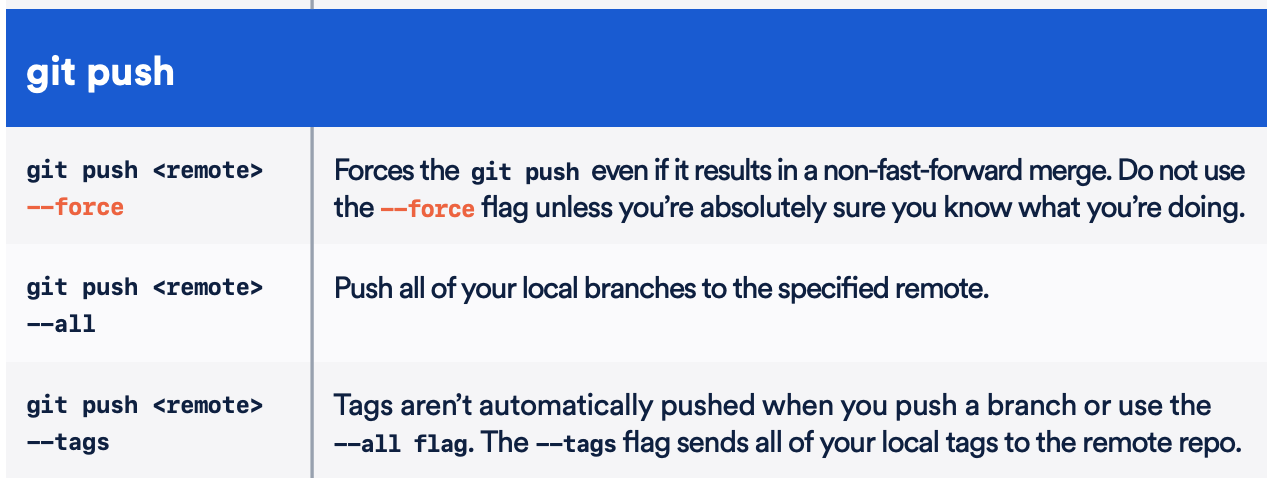 git push
git push <remote>
--force
Forces the git push even if it results in a non-fast-forward merge. Do not use
the --force flag unless you’re absolutely sure you know what you’re doing.
git push <remote>
--all
Push all of your local branches to the specified remote.
git push <remote>
--tags
Tags aren’t automatically pushed when you push a branch or use the
--all flag. The --tags flag sends all of your local tags to the remote repo.